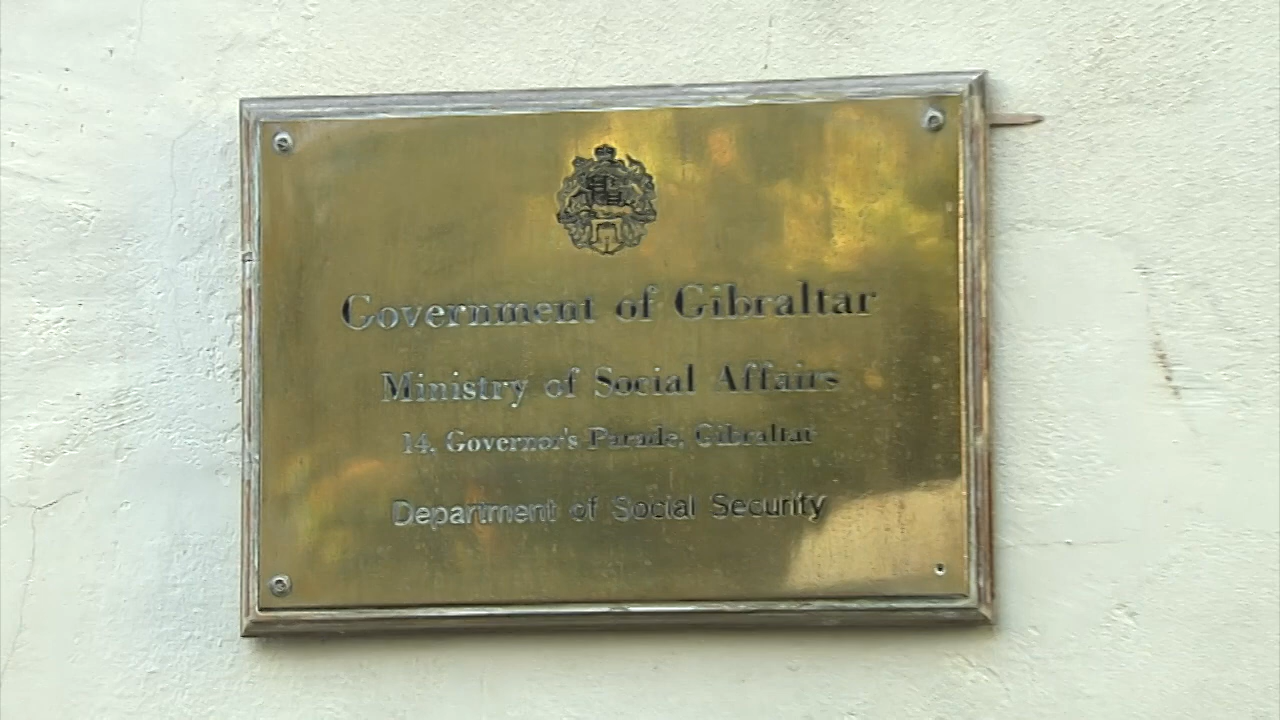 Government of Gibraltar
Ministry of Social Affairs
14, Governor's Parade, Gibraltar
Department of Social Security